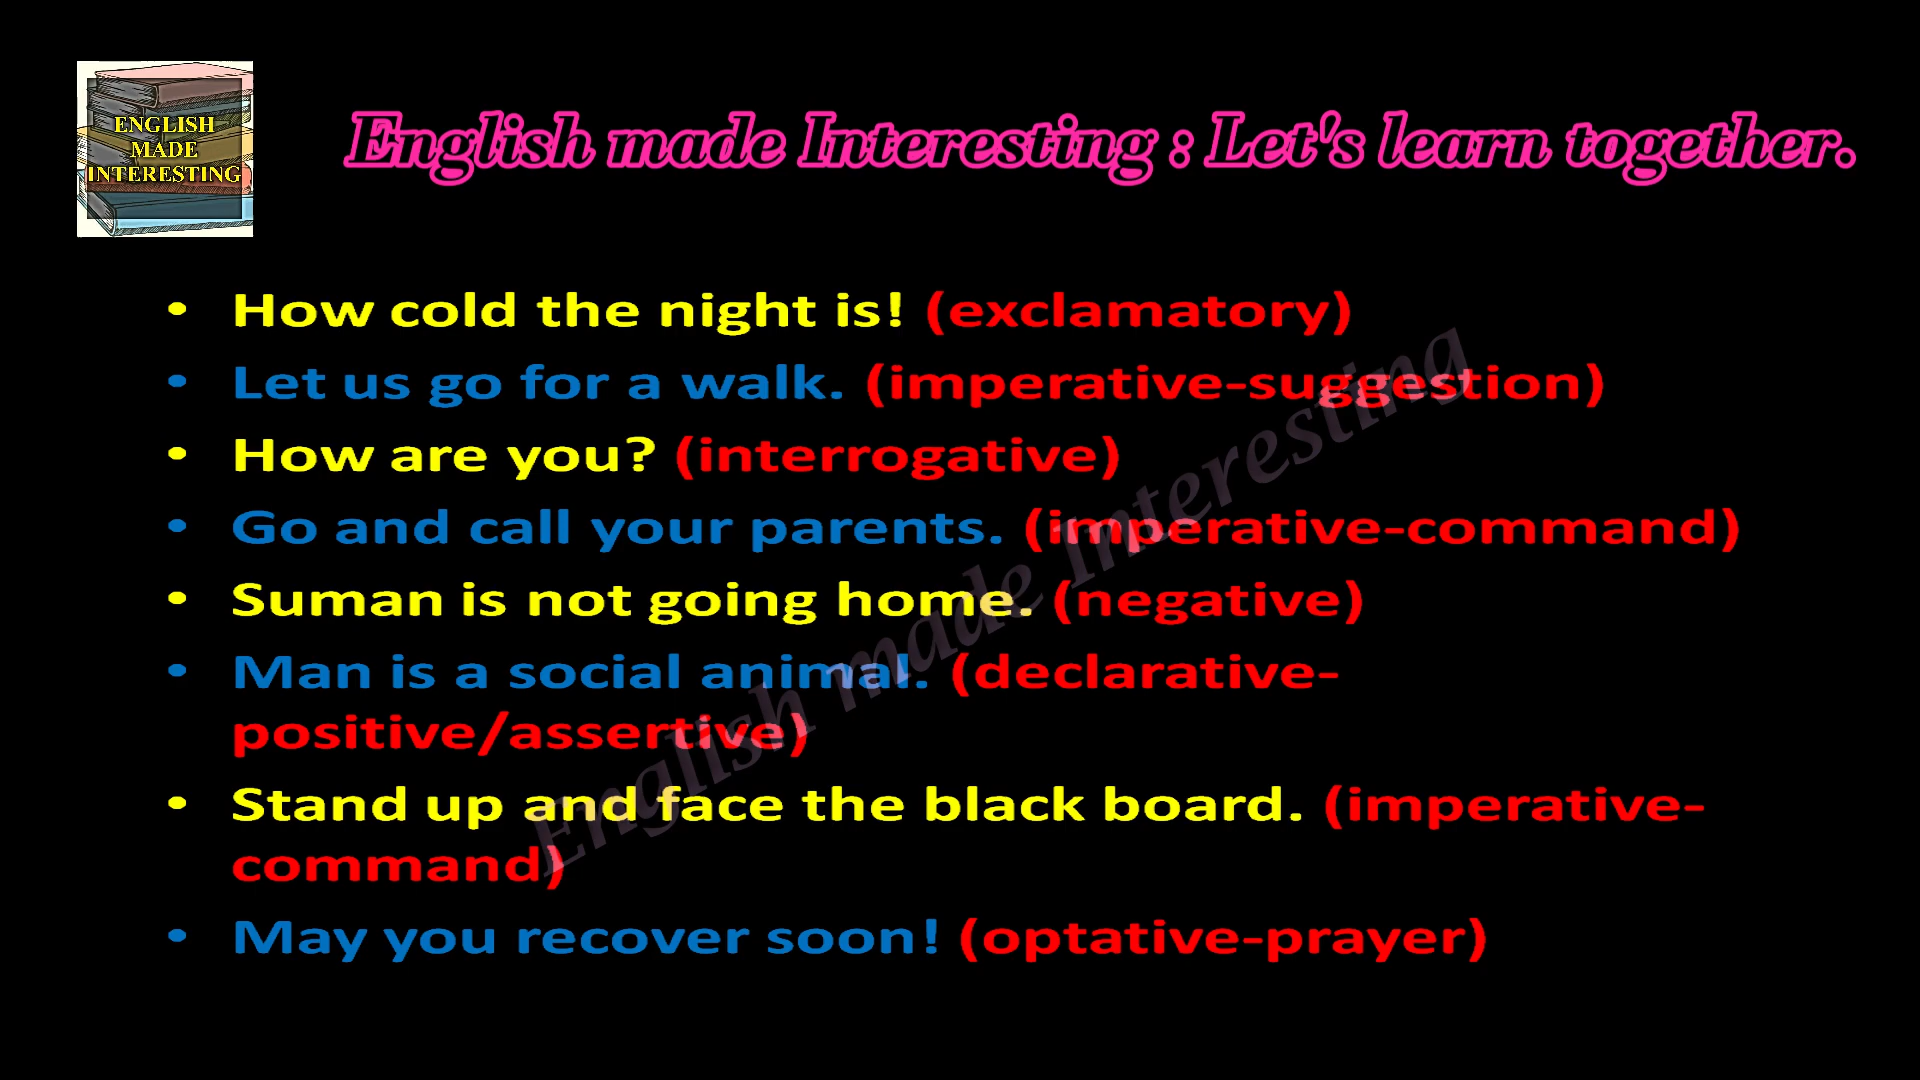 ENGLISH
MADE
INTERESTING
English made Interesting : Let's learn together.
• How cold the night is! (exclamatory)
• Let us go for a walk. (imperative-suggestion)
• How are you? (interrogative)
• Go and call your parents. (imperative-command)
• Suman is not going home. (negative)
• Man is a social animal. (declarative-
positive/assertive)
• Stand up and face the black board. (imperative-
command)
• May you recover soon! (optative-prayer)
English made Interesting